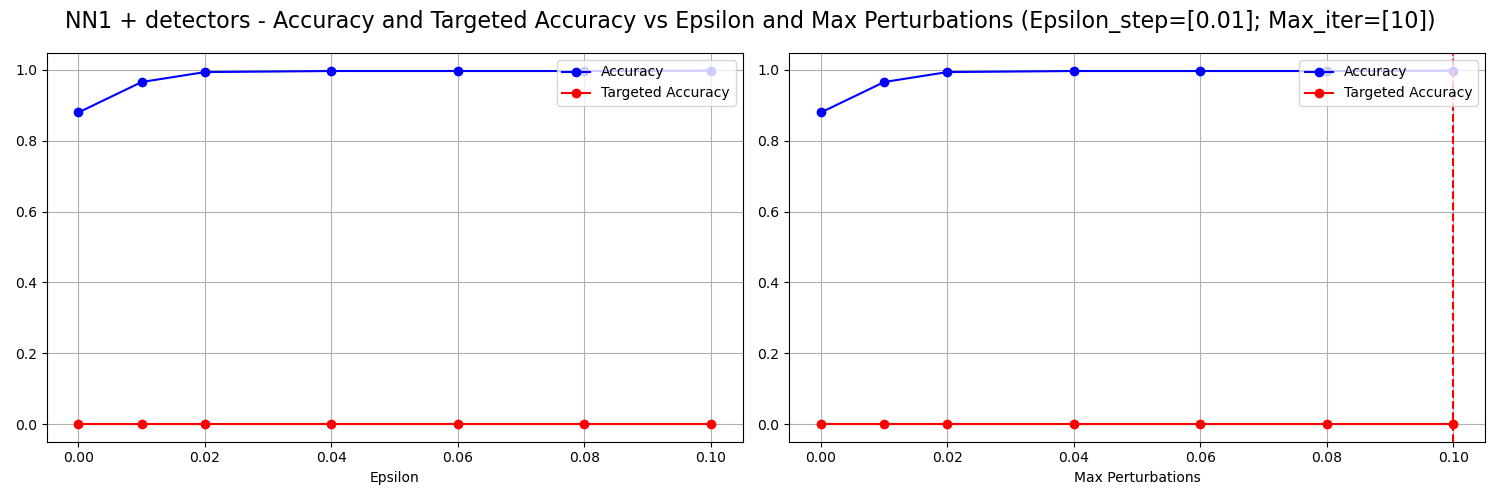 NN1 + detectors - Accuracy and Targeted Accuracy vs Epsilon and Max Perturbations (Epsilon_step=[0.01]; Max_iter=[10])
1.0
0.8
0.6
0.4
0.2
0.0
Accuracy
Targeted Accuracy
0.00 0.02 0.04 0.06 0.08 0.10
Epsilon
1.0
0.8
0.6
0.4
0.2
0.0
Accuracy
Targeted Accuracy
0.00 0.02 0.04 0.06 0.08 0.10
Max Perturbations